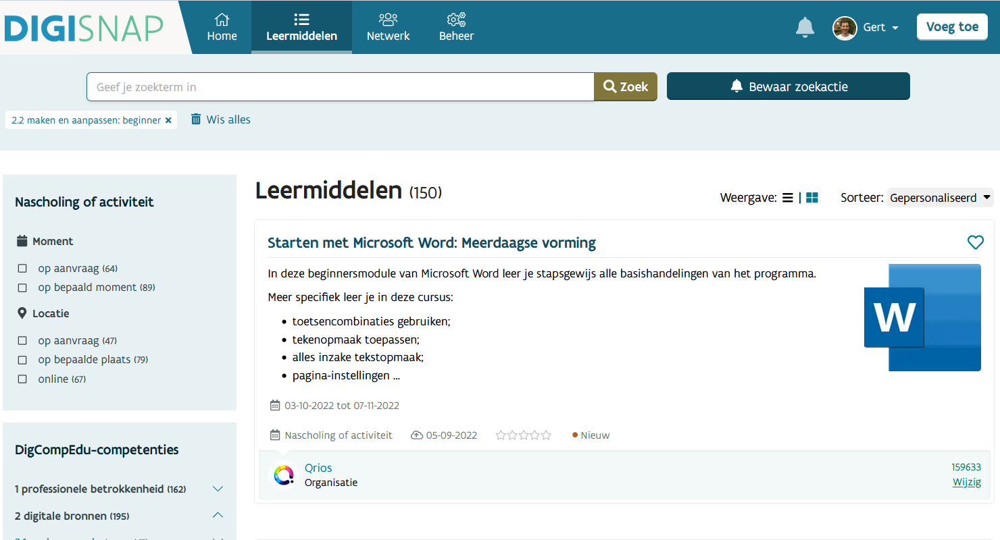 DIGISNAP
Home
Leermiddelen
Netwerk
Beheer
Gert
Voeg toe
Geef je zoekterm in
Zoek
Bewaar zoekactie
2.2 maken en aanpassen: beginner ×
Wis alles
Nascholing of activiteit
Moment
op aanvraag (64)
op bepaald moment (89)
Locatie
op aanvraag (47)
op bepaalde plaats (79)
online (67)
DigCompEdu-competenties
1 professionele betrokkenheid (162)
2 digitale bronnen (195)
Leermiddelen (150)
Weergave: |
Sorteer: Gepersonaliseerd
Starten met Microsoft Word: Meerdaagse vorming
In deze beginnersmodule van Microsoft Word leer je stapsgewijs alle basishandelingen van het programma.
Meer specifiek leer je in deze cursus:
• toetsencombinaties gebruiken;
• tekenopmaak toepassen;
• alles inzake tekstopmaak;
• pagina-instellingen ...
W
03-10-2022 tot 07-11-2022
Nascholing of activiteit 05-09-2022 Nieuw
Qrios
Organisatie
159633
Wijzig